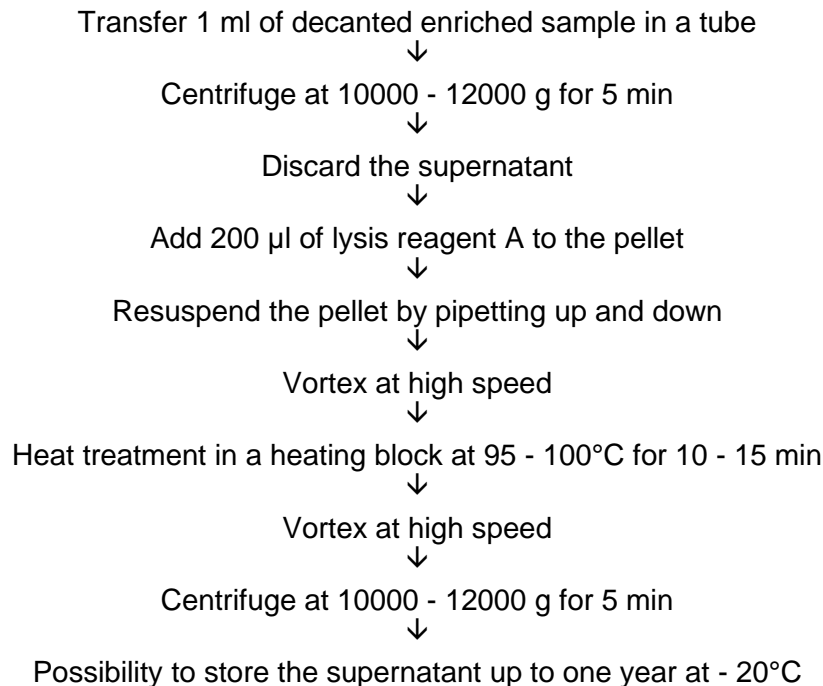 Transfer 1 ml of decanted enriched sample in a tube
↓
Centrifuge at 10000 - 12000 g for 5 min
↓
Discard the supernatant
↓
Add 200 µl of lysis reagent A to the pellet
↓
Resuspend the pellet by pipetting up and down
↓
Vortex at high speed
↓
Heat treatment in a heating block at 95 - 100°C for 10 - 15 min
↓
Vortex at high speed
↓
Centrifuge at 10000 - 12000 g for 5 min
↓
Possibility to store the supernatant up to one year at - 20°C